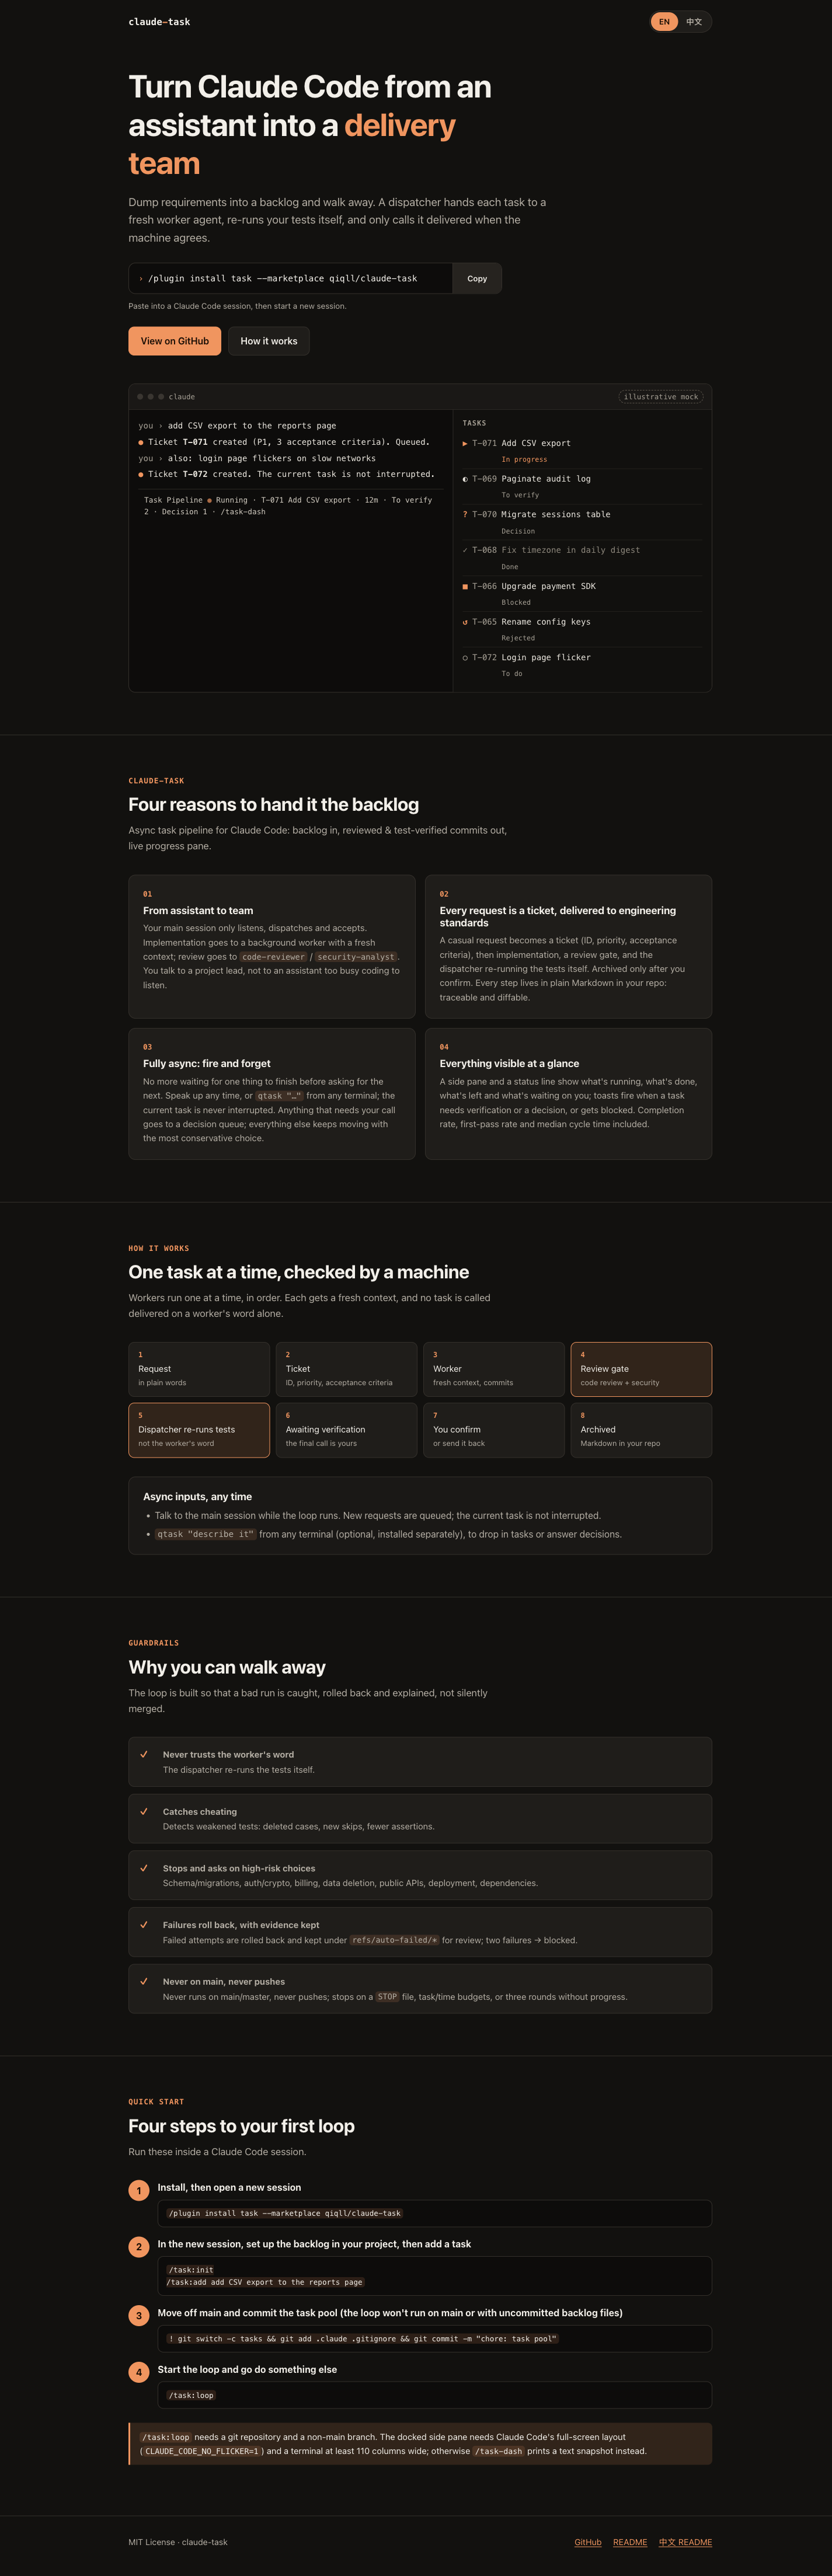 claude-task
EN 中文
Turn Claude Code from an
assistant into a delivery
team
Dump requirements into a backlog and walk away. A dispatcher hands each task to a
fresh worker agent, re-runs your tests itself, and only calls it delivered when the
machine agrees.
› /plugin install task --marketplace qiqll/claude-task
Copy
Paste into a Claude Code session, then start a new session.
View on GitHub
How it works
claude
illustrative mock
you › add CSV export to the reports page
● Ticket T-071 created (P1, 3 acceptance criteria). Queued.
you › also: login page flickers on slow networks
● Ticket T-072 created. The current task is not interrupted.
Task Pipeline ● Running · T-071 Add CSV export · 12m · To verify
2 · Decision 1 · /task-dash
TASKS
▶ T-071 Add CSV export
In progress
◐ T-069 Paginate audit log
To verify
? T-070 Migrate sessions table
Decision
✓ T-068 Fix timezone in daily digest
Done
■ T-066 Upgrade payment SDK
Blocked
↺ T-065 Rename config keys
Rejected
○ T-072 Login page flicker
To do
CLAUDE-TASK
Four reasons to hand it the backlog
Async task pipeline for Claude Code: backlog in, reviewed & test-verified commits out,
live progress pane.
01
From assistant to team
Your main session only listens, dispatches and accepts.
Implementation goes to a background worker with a fresh
context; review goes to code-reviewer / security-analyst.
You talk to a project lead, not to an assistant too busy coding to
listen.
02
Every request is a ticket, delivered to engineering
standards
A casual request becomes a ticket (ID, priority, acceptance
criteria), then implementation, a review gate, and the
dispatcher re-running the tests itself. Archived only after you
confirm. Every step lives in plain Markdown in your repo:
traceable and diffable.
03
Fully async: fire and forget
No more waiting for one thing to finish before asking for the
next. Speak up any time, or qtask "…" from any terminal; the
current task is never interrupted. Anything that needs your call
goes to a decision queue; everything else keeps moving with
the most conservative choice.
04
Everything visible at a glance
A side pane and a status line show what's running, what's done,
what's left and what's waiting on you; toasts fire when a task
needs verification or a decision, or gets blocked. Completion
rate, first-pass rate and median cycle time included.
HOW IT WORKS
One task at a time, checked by a machine
Workers run one at a time, in order. Each gets a fresh context, and no task is called
delivered on a worker's word alone.
1
Request
in plain words
2
Ticket
ID, priority, acceptance criteria
3
Worker
fresh context, commits
4
Review gate
code review + security
5
Dispatcher re-runs tests
not the worker's word
6
Awaiting verification
the final call is yours
7
You confirm
or send it back
8
Archived
Markdown in your repo
Async inputs, any time
• Talk to the main session while the loop runs. New requests are queued; the current task is not interrupted.
• qtask "describe it" from any terminal (optional, installed separately), to drop in tasks or answer decisions.
GUARDRAILS
Why you can walk away
The loop is built so that a bad run is caught, rolled back and explained, not silently
merged.
✓ Never trusts the worker's word
The dispatcher re-runs the tests itself.
✓ Catches cheating
Detects weakened tests: deleted cases, new skips, fewer assertions.
✓ Stops and asks on high-risk choices
Schema/migrations, auth/crypto, billing, data deletion, public APIs, deployment, dependencies.
✓ Failures roll back, with evidence kept
Failed attempts are rolled back and kept under refs/auto-failed/* for review; two failures → blocked.
✓ Never on main, never pushes
Never runs on main/master, never pushes; stops on a STOP file, task/time budgets, or three rounds without progress.
QUICK START
Four steps to your first loop
Run these inside a Claude Code session.
1 Install, then open a new session
/plugin install task --marketplace qiqll/claude-task
2 In the new session, set up the backlog in your project, then add a task
/task:init
/task:add add CSV export to the reports page
3 Move off main and commit the task pool (the loop won't run on main or with uncommitted backlog files)
! git switch -c tasks && git add .claude .gitignore && git commit -m "chore: task pool"
4 Start the loop and go do something else
/task:loop
/task:loop needs a git repository and a non-main branch. The docked side pane needs Claude Code's full-screen layout
(CLAUDE_CODE_NO_FLICKER=1) and a terminal at least 110 columns wide; otherwise /task-dash prints a text snapshot instead.
MIT License · claude-task
GitHub README 中文 README